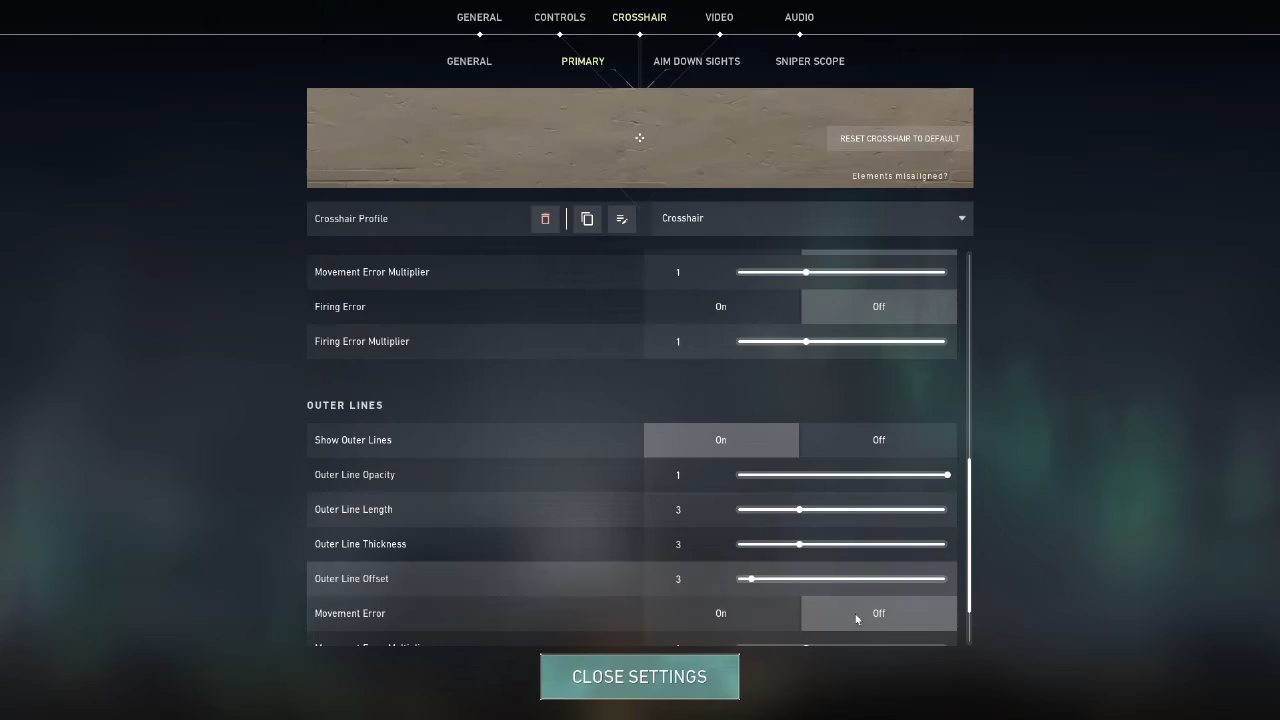 GENERAL CONTROLS CROSSHAIR VIDEO AUDIO
GENERAL PRIMARY AIM DOWN SIGHTS SNIPER SCOPE
RESET CROSSHAIR TO DEFAULT
Elements misaligned?
Crosshair Profile Crosshair
Movement Error Multiplier 1
Firing Error On Off
Firing Error Multiplier 1
OUTER LINES
Show Outer Lines On Off
Outer Line Opacity 1
Outer Line Length 3
Outer Line Thickness 3
Outer Line Offset 3
Movement Error On Off
CLOSE SETTINGS